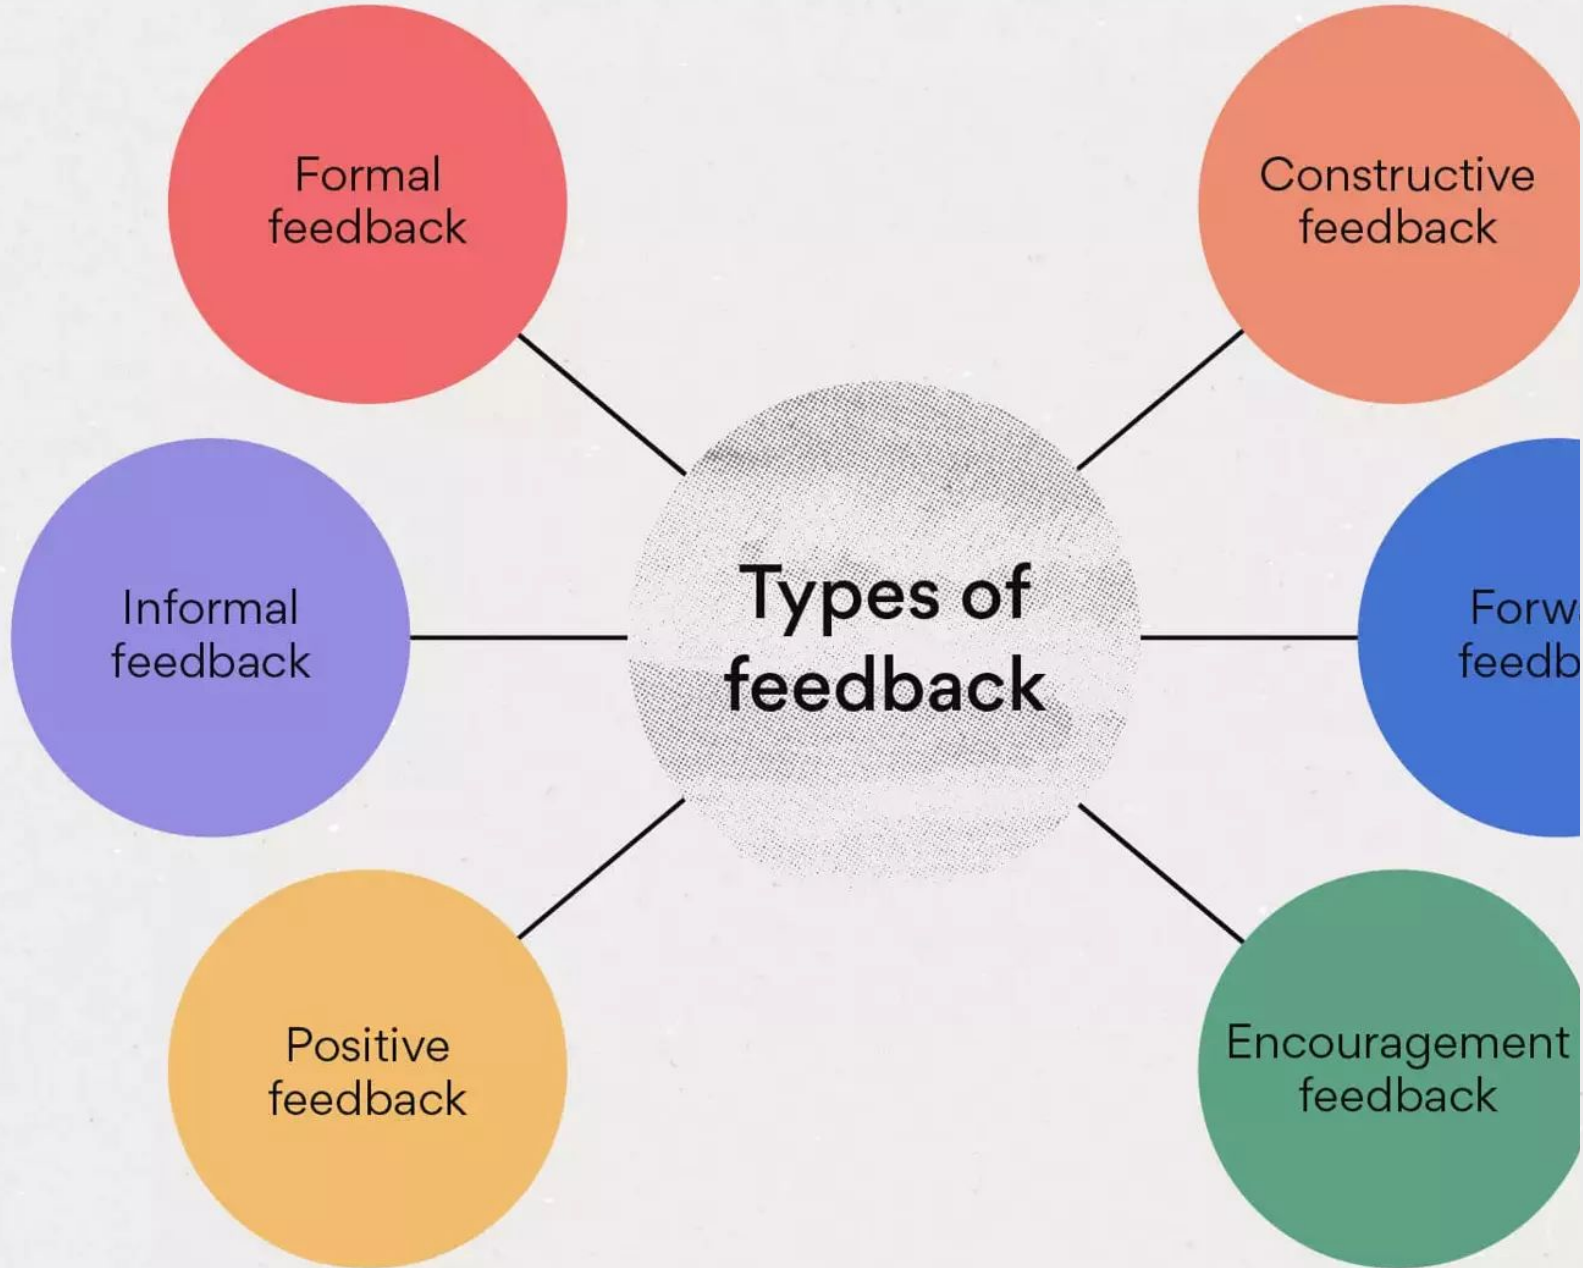 Formal
feedback
Constructive
feedback
Informal
feedback
Types of
feedback
Positive
feedback
Encouragement
feedback